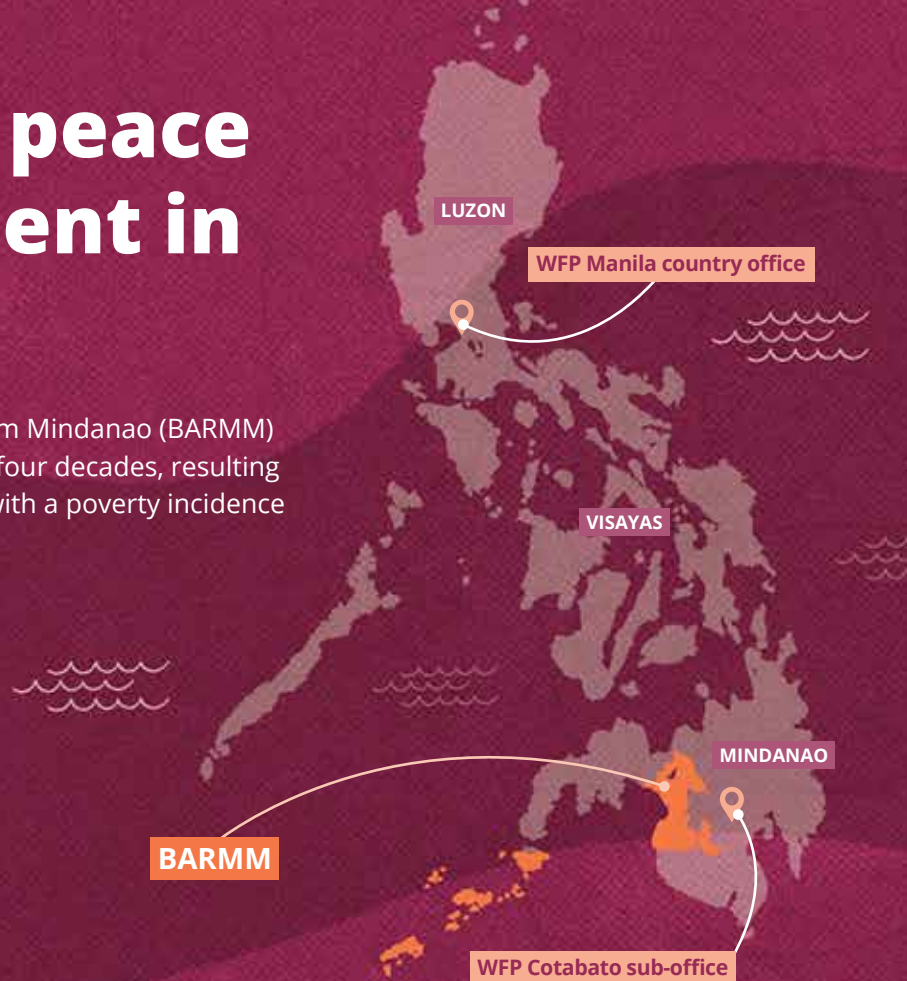 peace
ent in
m Mindanao (BARMM)
four decades, resulting
with a poverty incidence
LUZON
WFP Manila country office
VISAYAS
MINDANAO
BARMM
WFP Cotabato sub-office